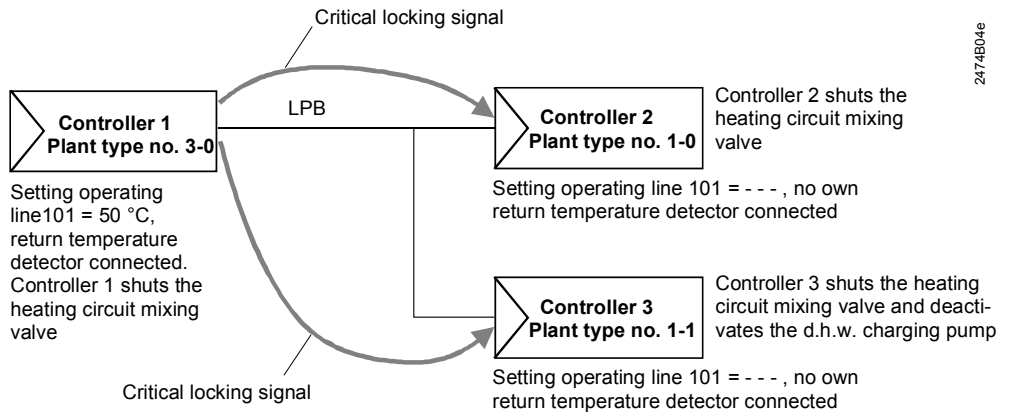 Critical locking signal
2474B04e
LPB
Controller 1
Plant type no. 3-0
Setting operating
line101 = 50 °C,
return temperature
detector connected.
Controller 1 shuts the
heating circuit mixing
valve
Controller 2
Plant type no. 1-0
Controller 2 shuts the
heating circuit mixing
valve
Setting operating line 101 = - - - , no own
return temperature detector connected
Controller 3
Plant type no. 1-1
Controller 3 shuts the heating
circuit mixing valve and deacti-
vates the d.h.w. charging pump
Setting operating line 101 = - - - , no own
return temperature detector connected
Critical locking signal